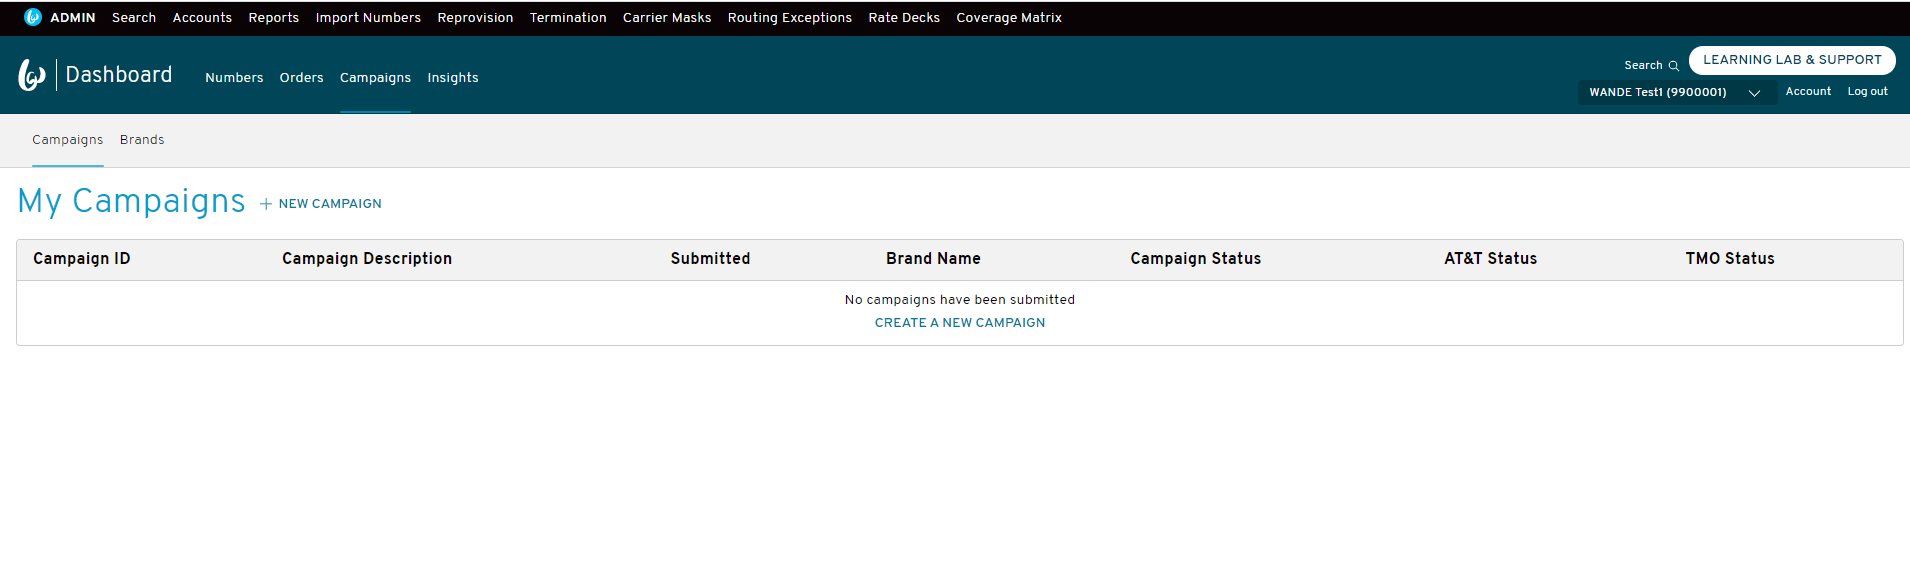 ADMIN Search Accounts Reports Import Numbers Reprovision Termination Carrier Masks Routing Exceptions Rate Decks Coverage Matrix
Dashboard Numbers Orders Campaigns Insights
Search LEARNING LAB & SUPPORT
WANDE Test1 (9900001) Account Log out
Campaigns Brands
My Campaigns + NEW CAMPAIGN
Campaign ID Campaign Description Submitted Brand Name Campaign Status AT&T Status TMO Status
No campaigns have been submitted
CREATE A NEW CAMPAIGN